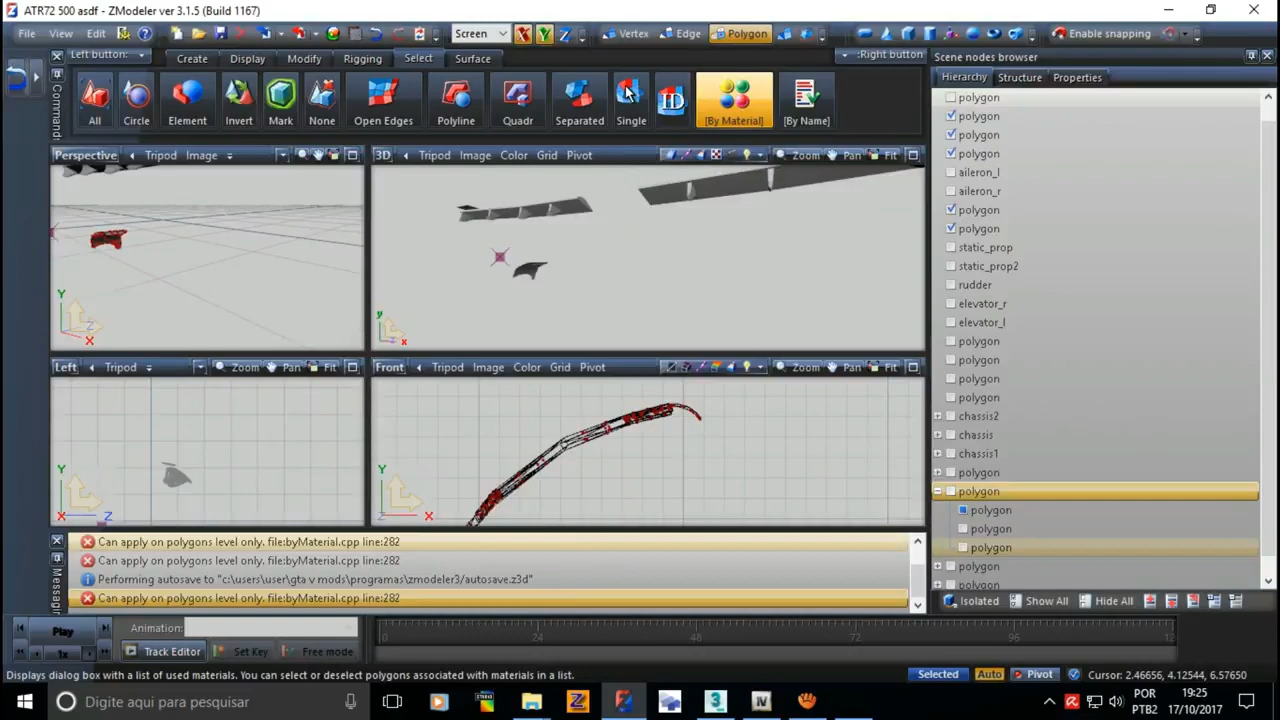 ATR72 500 asdf - ZModeler ver 3.1.5 (Build 1167)
File View Edit Screen X Y Z Vertex Edge Polygon Enable snapping
Left button: Create Display Modify Rigging Select Surface :Right button
All Circle Element Invert Mark None Open Edges Polyline Quadr Separated Single ID [By Material] [By Name]
Perspective Tripod Image
3D Tripod Image Color Grid Pivot Zoom Pan Fit
Left Tripod Zoom Pan Fit
Front Tripod Image Color Grid Pivot Zoom Pan Fit
Scene nodes browser
Hierarchy Structure Properties
polygon
polygon
polygon
polygon
aileron_l
aileron_r
polygon
polygon
static_prop
static_prop2
rudder
elevator_r
elevator_l
polygon
polygon
polygon
polygon
chassis2
chassis
chassis1
polygon
polygon
polygon
polygon
polygon
polygon
polygon
Isolated Show All Hide All
Can apply on polygons level only. file:byMaterial.cpp line:282
Can apply on polygons level only. file:byMaterial.cpp line:282
Performing autosave to "c:\users\user\gta v mods\programas\zmodeler3/autosave.z3d"
Can apply on polygons level only. file:byMaterial.cpp line:282
Play Animation: 0 24 48 72 96 12
1x Track Editor Set Key Free mode
Displays dialog box with a list of used materials. You can select or deselect polygons associated with materials in a list. Selected Auto Pivot Cursor: 2.46656, 4.12544, 6.57650
Digite aqui para pesquisar
POR
PTB2
19:25
17/10/2017